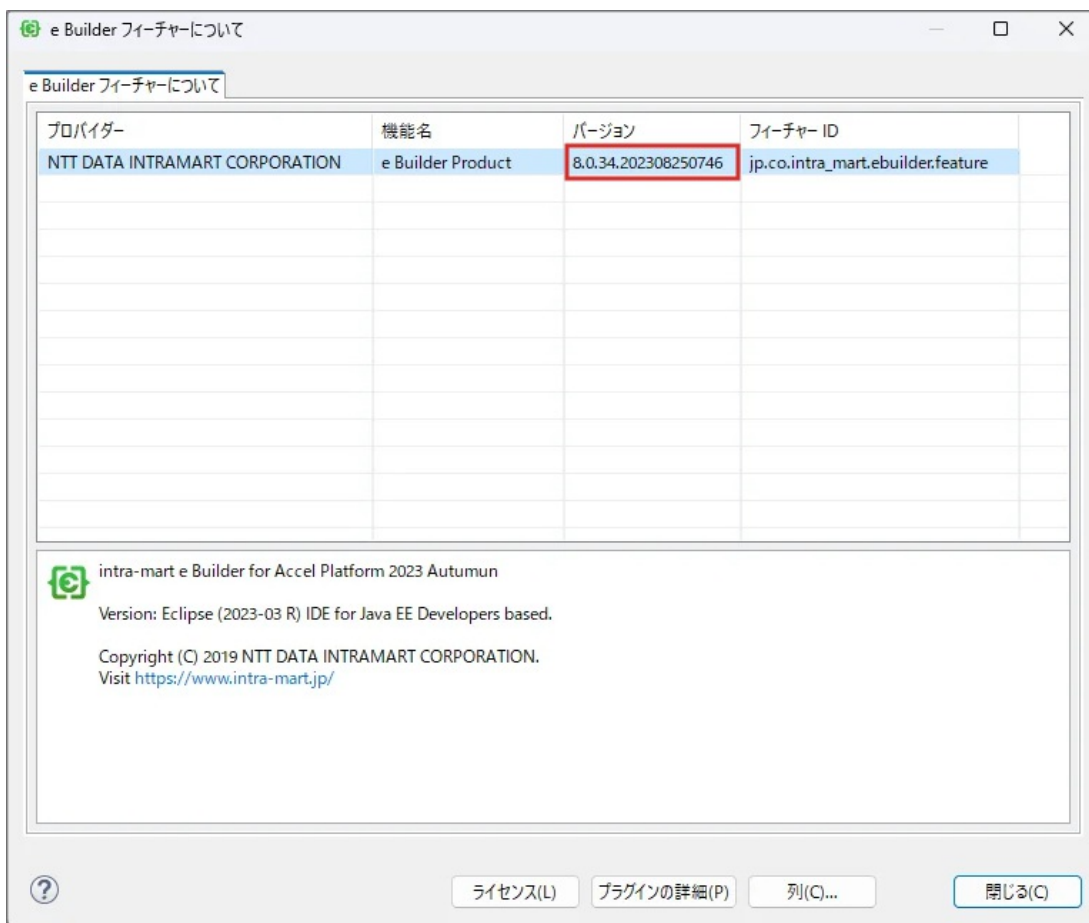 e Builder フィーチャーについて
e Builder フィーチャーについて
プロバイダー 機能名 バージョン フィーチャー ID
NTT DATA INTRAMART CORPORATION e Builder Product 8.0.34.202308250746 jp.co.intra_mart.ebuilder.feature
intra-mart e Builder for Accel Platform 2023 Autumun
Version: Eclipse (2023-03 R) IDE for Java EE Developers based.
Copyright (C) 2019 NTT DATA INTRAMART CORPORATION.
Visit https://www.intra-mart.jp/
ライセンス(L) プラグインの詳細(P) 列(C)... 閉じる(C)